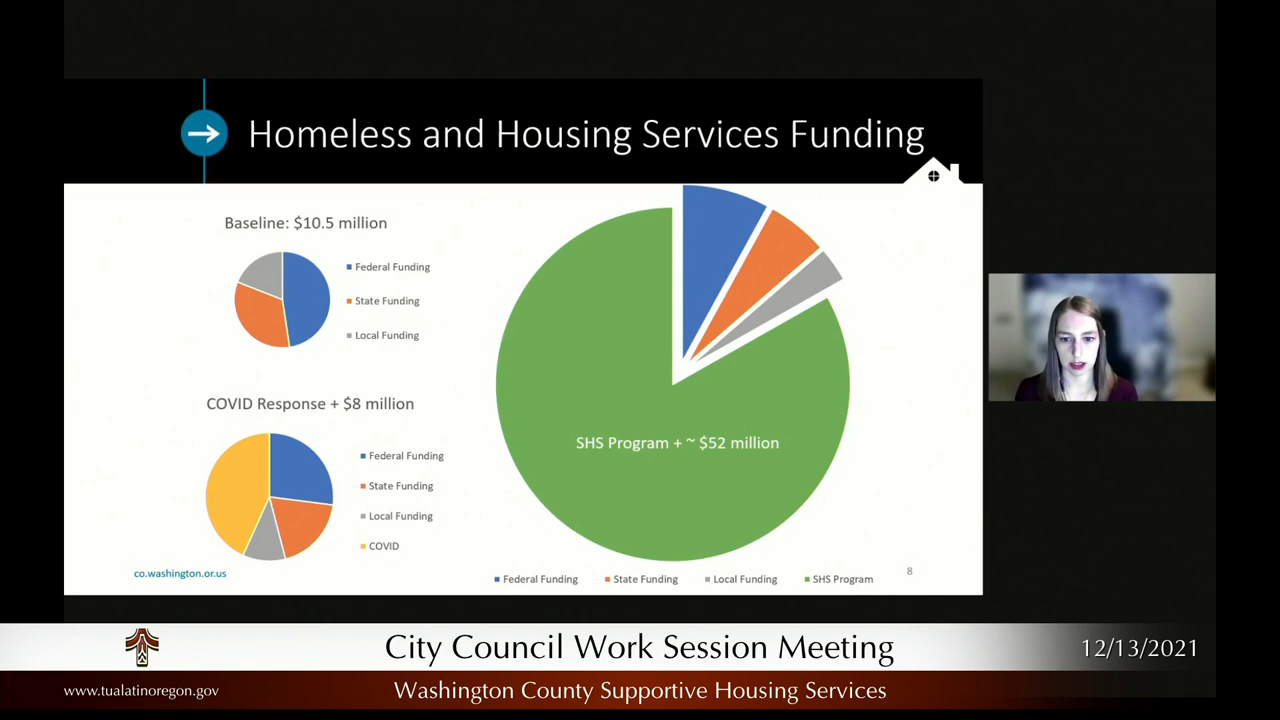 Homeless and Housing Services Funding
Baseline: $10.5 million
Federal Funding
State Funding
Local Funding
COVID Response + $8 million
Federal Funding
State Funding
Local Funding
COVID
SHS Program + ~ $52 million
Federal Funding State Funding Local Funding SHS Program
co.washington.or.us
8
City Council Work Session Meeting
12/13/2021
www.tualatinoregon.gov
Washington County Supportive Housing Services